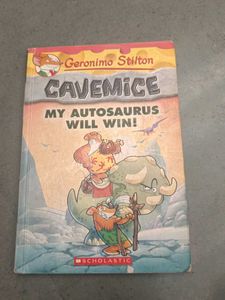 Geronimo Stilton
CAVEMICE
MY AUTOSAURUS
WILL WIN!
SCHOLASTIC